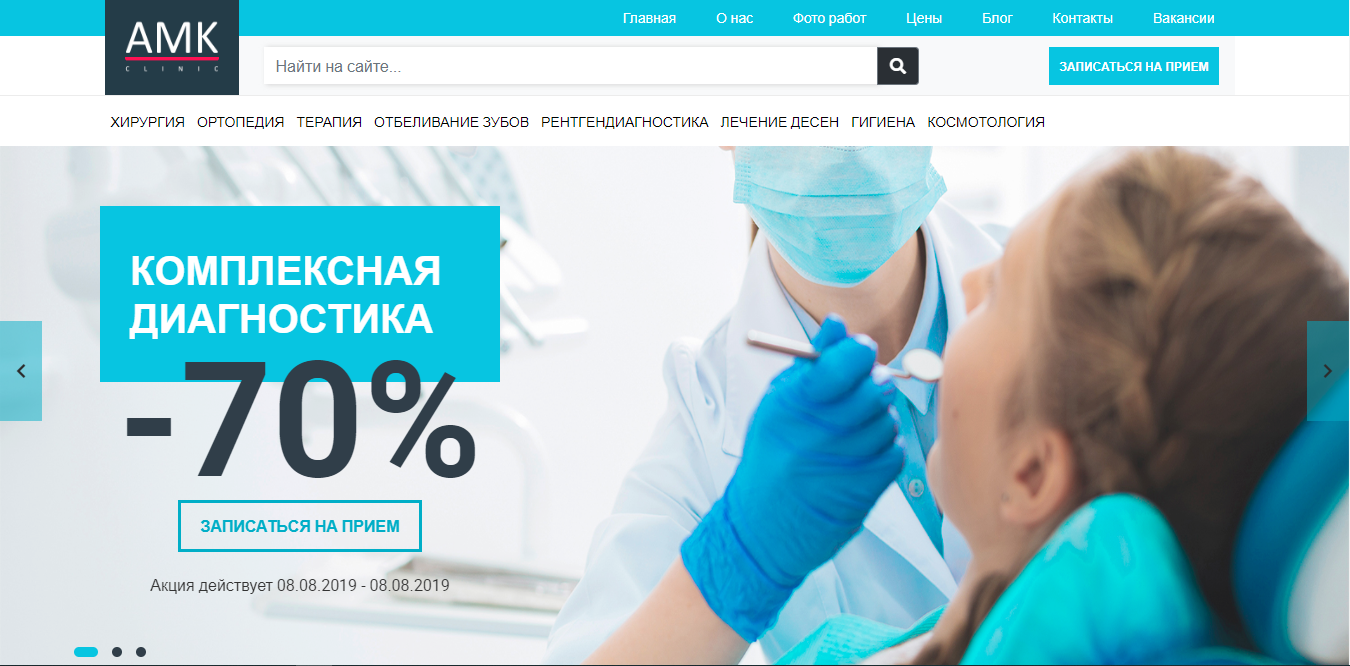 AMK
CLINIC
Главная О нас Фото работ Цены Блог Контакты Вакансии
Найти на сайте...
ЗАПИСАТЬСЯ НА ПРИЕМ
ХИРУРГИЯ ОРТОПЕДИЯ ТЕРАПИЯ ОТБЕЛИВАНИЕ ЗУБОВ РЕНТГЕНДИАГНОСТИКА ЛЕЧЕНИЕ ДЕСЕН ГИГИЕНА КОСМОТОЛОГИЯ
КОМПЛЕКСНАЯ
ДИАГНОСТИКА
-70%
ЗАПИСАТЬСЯ НА ПРИЕМ
Акция действует 08.08.2019 - 08.08.2019